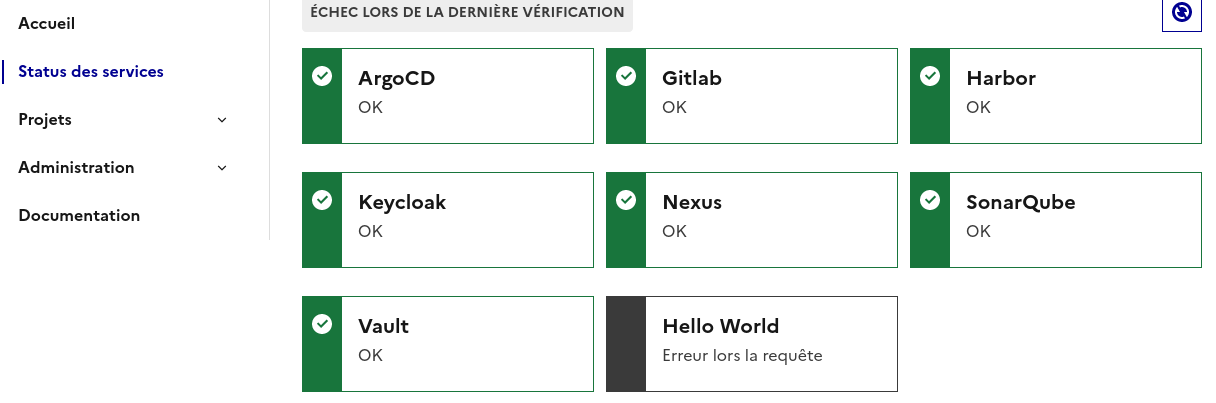 Accueil
Status des services
Projets
Administration
Documentation
ÉCHEC LORS DE LA DERNIÈRE VÉRIFICATION
ArgoCD
OK
Gitlab
OK
Harbor
OK
Keycloak
OK
Nexus
OK
SonarQube
OK
Vault
OK
Hello World
Erreur lors la requête